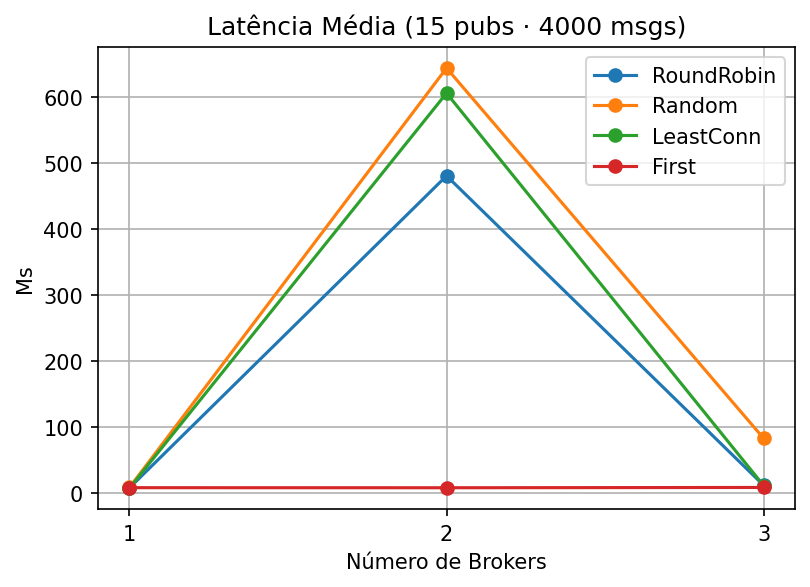 Latência Média (15 pubs · 4000 msgs)
RoundRobin
Random
LeastConn
First
Ms
600
500
400
300
200
100
0
1 2 3
Número de Brokers